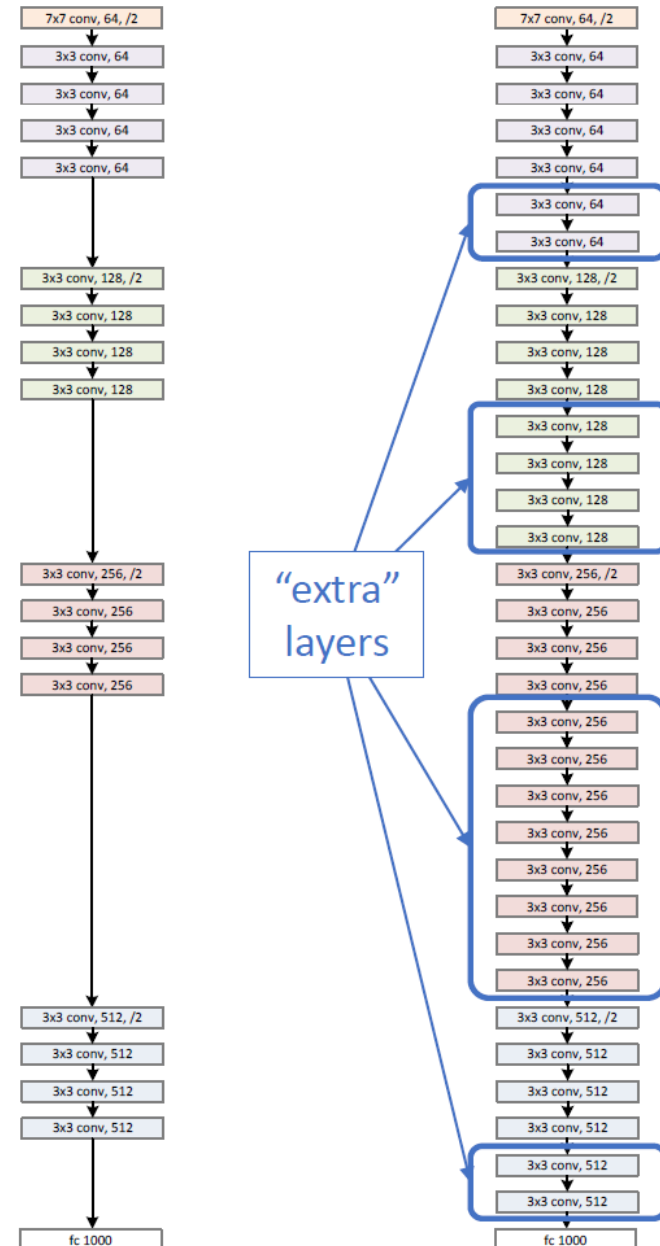 7x7 conv, 64, /2
3x3 conv, 64
3x3 conv, 64
3x3 conv, 64
3x3 conv, 64
3x3 conv, 128, /2
3x3 conv, 128
3x3 conv, 128
3x3 conv, 128
3x3 conv, 256, /2
3x3 conv, 256
3x3 conv, 256
3x3 conv, 256
3x3 conv, 512, /2
3x3 conv, 512
3x3 conv, 512
3x3 conv, 512
fc 1000
“extra”
layers
7x7 conv, 64, /2
3x3 conv, 64
3x3 conv, 64
3x3 conv, 64
3x3 conv, 64
3x3 conv, 64
3x3 conv, 64
3x3 conv, 128, /2
3x3 conv, 128
3x3 conv, 128
3x3 conv, 128
3x3 conv, 128
3x3 conv, 128
3x3 conv, 128
3x3 conv, 128
3x3 conv, 256, /2
3x3 conv, 256
3x3 conv, 256
3x3 conv, 256
3x3 conv, 256
3x3 conv, 256
3x3 conv, 256
3x3 conv, 256
3x3 conv, 256
3x3 conv, 256
3x3 conv, 256
3x3 conv, 256
3x3 conv, 512, /2
3x3 conv, 512
3x3 conv, 512
3x3 conv, 512
3x3 conv, 512
3x3 conv, 512
fc 1000